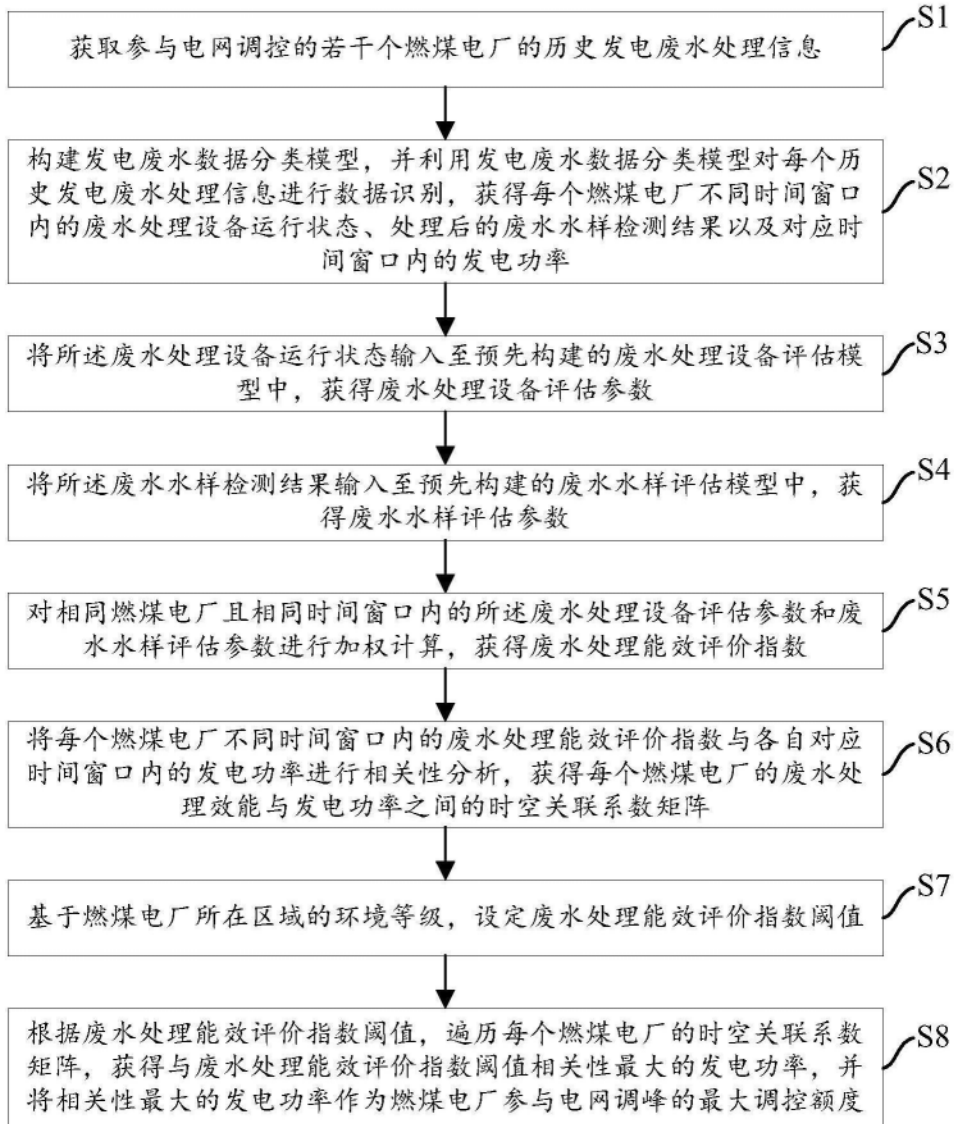 获取参与电网调控的若干个燃煤电厂的历史发电废水处理信息
S1
构建发电废水数据分类模型，并利用发电废水数据分类模型对每个历
史发电废水处理信息进行数据识别，获得每个燃煤电厂不同时间窗口
内的废水处理设备运行状态、处理后的废水水样检测结果以及对应时
间窗口内的发电功率
S2
将所述废水处理设备运行状态输入至预先构建的废水处理设备评估模
型中，获得废水处理设备评估参数
S3
将所述废水水样检测结果输入至预先构建的废水水样评估模型中，获
得废水水样评估参数
S4
对相同燃煤电厂且相同时间窗口内的所述废水处理设备评估参数和废
水水样评估参数进行加权计算，获得废水处理能效评价指数
S5
将每个燃煤电厂不同时间窗口内的废水处理能效评价指数与各自对应
时间窗口内的发电功率进行相关性分析，获得每个燃煤电厂的废水处
理效能与发电功率之间的时空关联系数矩阵
S6
基于燃煤电厂所在区域的环境等级，设定废水处理能效评价指数阈值
S7
根据废水处理能效评价指数阈值，遍历每个燃煤电厂的时空关联系数
矩阵，获得与废水处理能效评价指数阈值相关性最大的发电功率，并
将相关性最大的发电功率作为燃煤电厂参与电网调峰的最大调控额度
S8